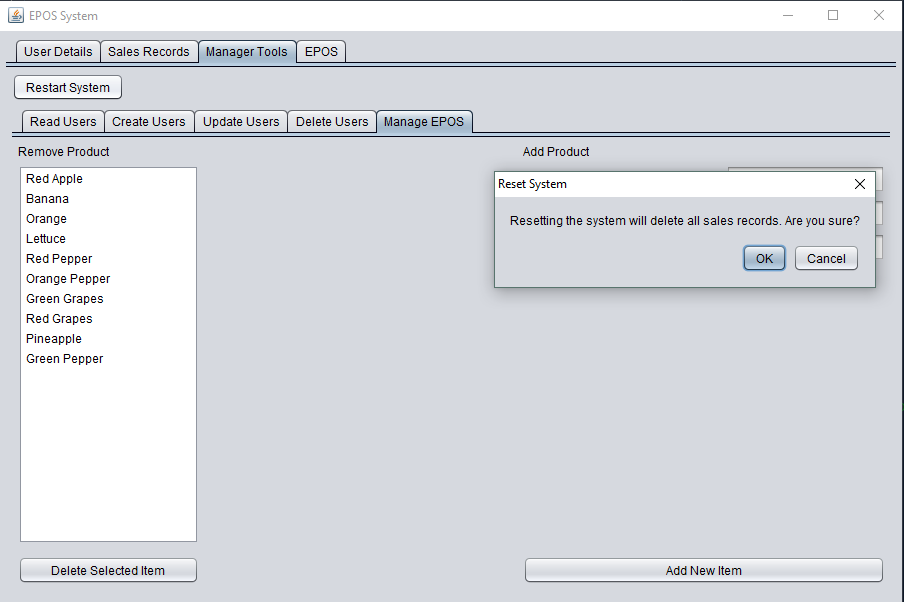 EPOS System
User Details Sales Records Manager Tools EPOS
Restart System
Read Users Create Users Update Users Delete Users Manage EPOS
Remove Product
Add Product
Red Apple
Banana
Orange
Lettuce
Red Pepper
Orange Pepper
Green Grapes
Red Grapes
Pineapple
Green Pepper
Reset System
Resetting the system will delete all sales records. Are you sure?
OK Cancel
Delete Selected Item
Add New Item